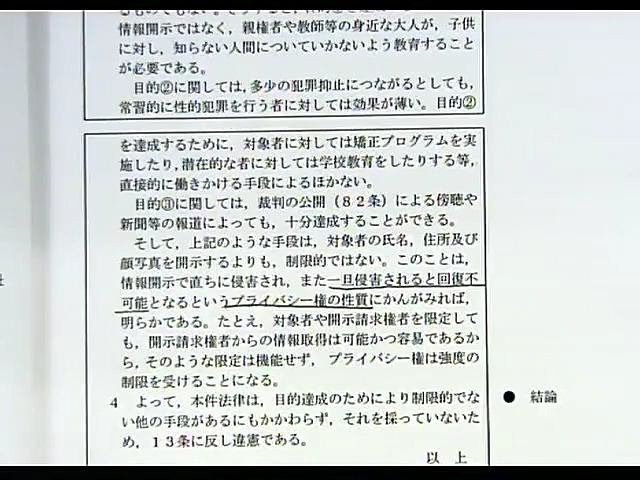 情報開示ではなく，親権者や教師等の身近な大人が，子供
に対し，知らない人間についていかないよう教育すること
が必要である。
目的②に関しては，多少の犯罪抑止につながるとしても，
常習的に性的犯罪を行う者に対しては効果が薄い。目的②
を達成するために，対象者に対しては矯正プログラムを実
施したり，潜在的な者に対しては学校教育をしたりする等，
直接的に働きかける手段によるほかない。
目的③に関しては，裁判の公開（８２条）による傍聴や
新聞等の報道によっても，十分達成することができる。
そして，上記のような手段は，対象者の氏名，住所及び
顔写真を開示するよりも，制限的ではない。このことは，
情報開示で直ちに侵害され，また一旦侵害されると回復不
可能となるというプライバシー権の性質にかんがみれば，
明らかである。たとえ，対象者や開示請求権者を限定して
も，開示請求権者からの情報取得は可能かつ容易であるか
ら，そのような限定は機能せず，プライバシー権は強度の
制限を受けることになる。
4　よって，本件法律は，目的達成のためにより制限的でな
い他の手段があるにもかかわらず，それを採っていないた
め，１３条に反し違憲である。
● 結論
以 上